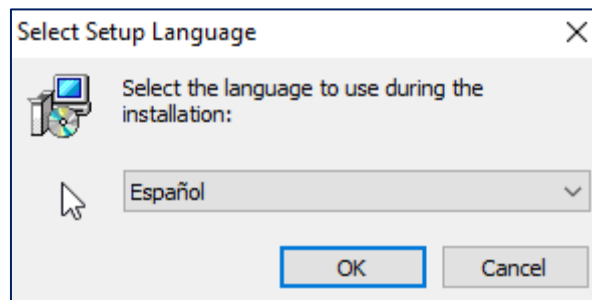 Select Setup Language
Select the language to use during the
installation:
Español
OK
Cancel